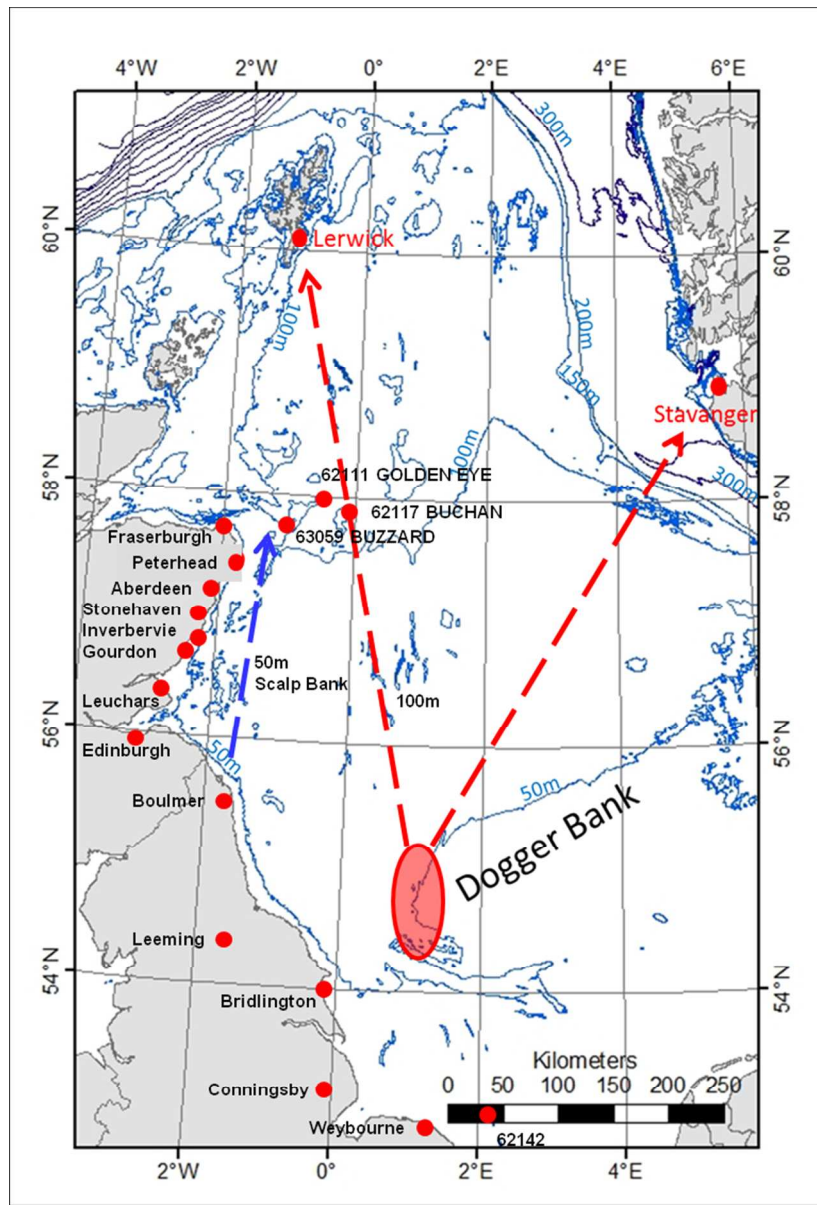 4°W
2°W
0°
2°E
4°E
6°E
300m
60°N
Lerwick
60°N
100m
200m
150m
Stavanger
100m
58°N
62111 GOLDEN EYE
58°N
300m
62117 BUCHAN
Fraserburgh
63059 BUZZARD
Peterhead
Aberdeen
Stonehaven
Inverbervie
Gourdon
50m
Scalp Bank
Leuchars
100m
56°N
56°N
Edinburgh
50m
50m
Boulmer
Dogger Bank
Leeming
54°N
54°N
Bridlington
Kilometers
0 50 100 150 200 250
Conningsby
Weybourne
62142
2°W
0°
2°E
4°E